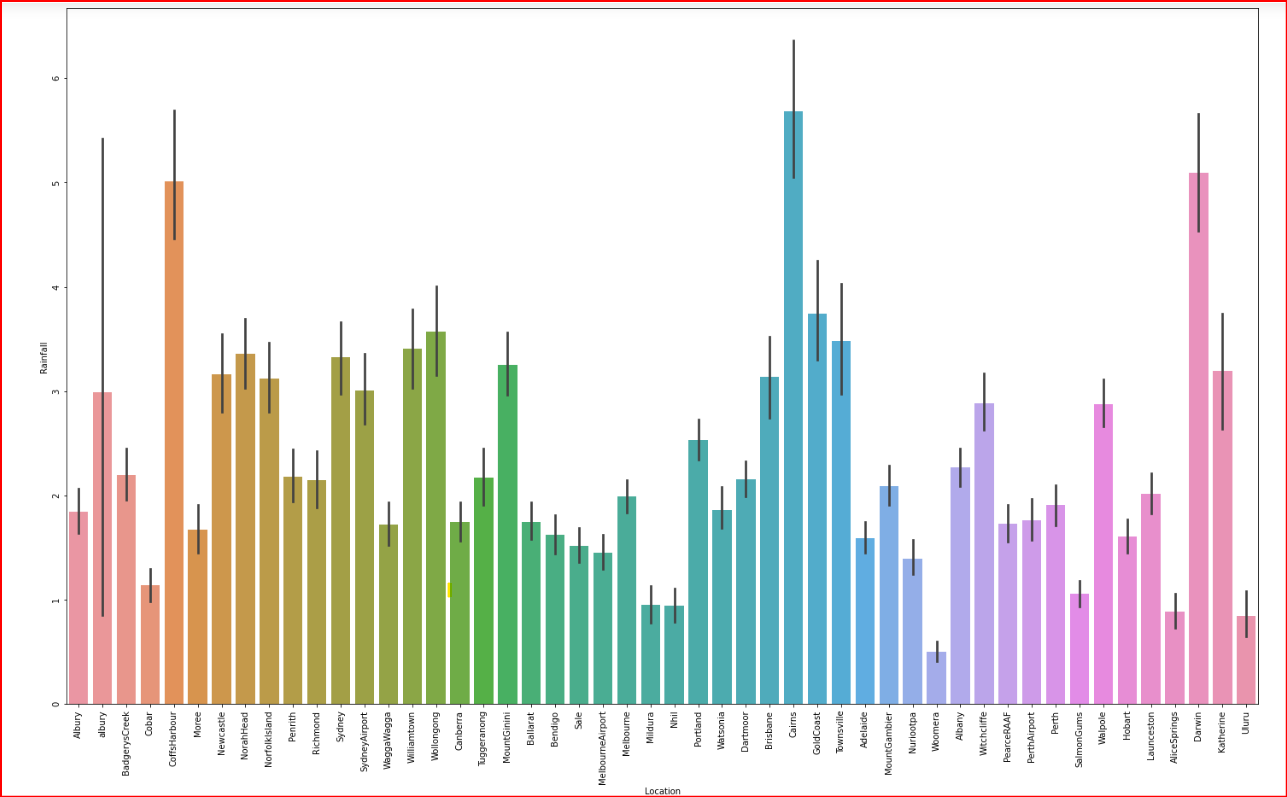 6
5
4
3
2
1
0
Rainfall
Albury
albury
BadgerysCreek
Cobar
CoffsHarbour
Moree
Newcastle
NorahHead
NorfolkIsland
Penrith
Richmond
Sydney
SydneyAirport
WaggaWagga
Williamtown
Wollongong
Canberra
Tuggeranong
MountGinini
Ballarat
Bendigo
Sale
MelbourneAirport
Melbourne
Mildura
Nhil
Portland
Watsonia
Dartmoor
Brisbane
Cairns
GoldCoast
Townsville
Adelaide
MountGambier
Nuriootpa
Woomera
Albany
Witchcliffe
PearceRAAF
PerthAirport
Perth
SalmonGums
Walpole
Hobart
Launceston
AliceSprings
Darwin
Katherine
Uluru
Location